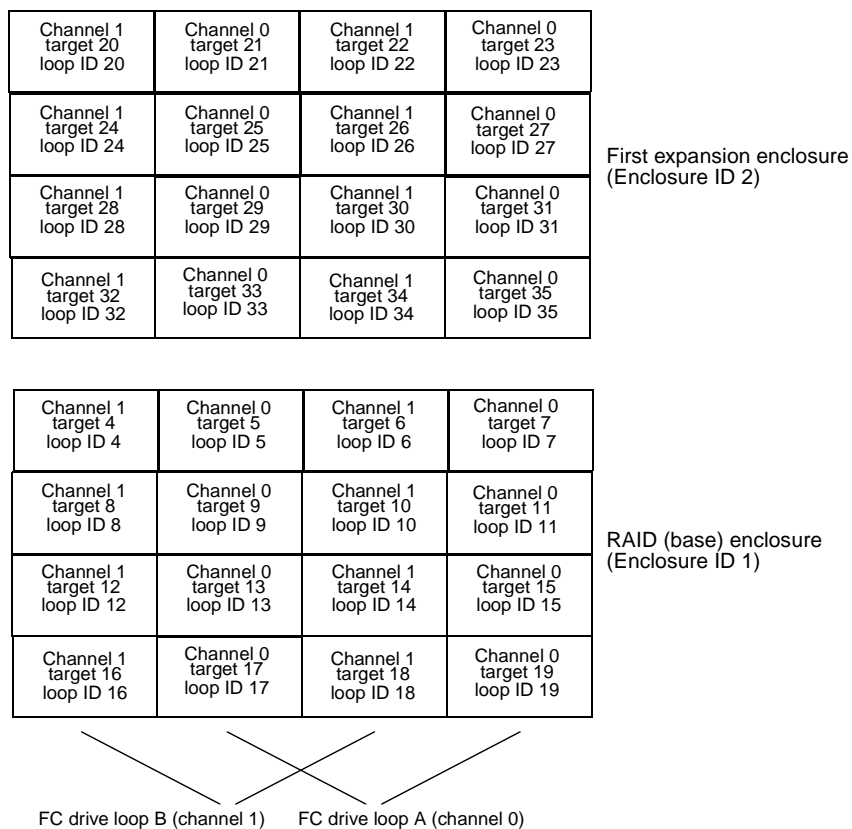 Channel 1
target 20
loop ID 20
Channel 0
target 21
loop ID 21
Channel 1
target 22
loop ID 22
Channel 0
target 23
loop ID 23
Channel 1
target 24
loop ID 24
Channel 0
target 25
loop ID 25
Channel 1
target 26
loop ID 26
Channel 0
target 27
loop ID 27
Channel 1
target 28
loop ID 28
Channel 0
target 29
loop ID 29
Channel 1
target 30
loop ID 30
Channel 0
target 31
loop ID 31
Channel 1
target 32
loop ID 32
Channel 0
target 33
loop ID 33
Channel 1
target 34
loop ID 34
Channel 0
target 35
loop ID 35
First expansion enclosure
(Enclosure ID 2)
Channel 1
target 4
loop ID 4
Channel 0
target 5
loop ID 5
Channel 1
target 6
loop ID 6
Channel 0
target 7
loop ID 7
Channel 1
target 8
loop ID 8
Channel 0
target 9
loop ID 9
Channel 1
target 10
loop ID 10
Channel 0
target 11
loop ID 11
Channel 1
target 12
loop ID 12
Channel 0
target 13
loop ID 13
Channel 1
target 14
loop ID 14
Channel 0
target 15
loop ID 15
Channel 1
target 16
loop ID 16
Channel 0
target 17
loop ID 17
Channel 1
target 18
loop ID 18
Channel 0
target 19
loop ID 19
RAID (base) enclosure
(Enclosure ID 1)
FC drive loop B (channel 1)
FC drive loop A (channel 0)